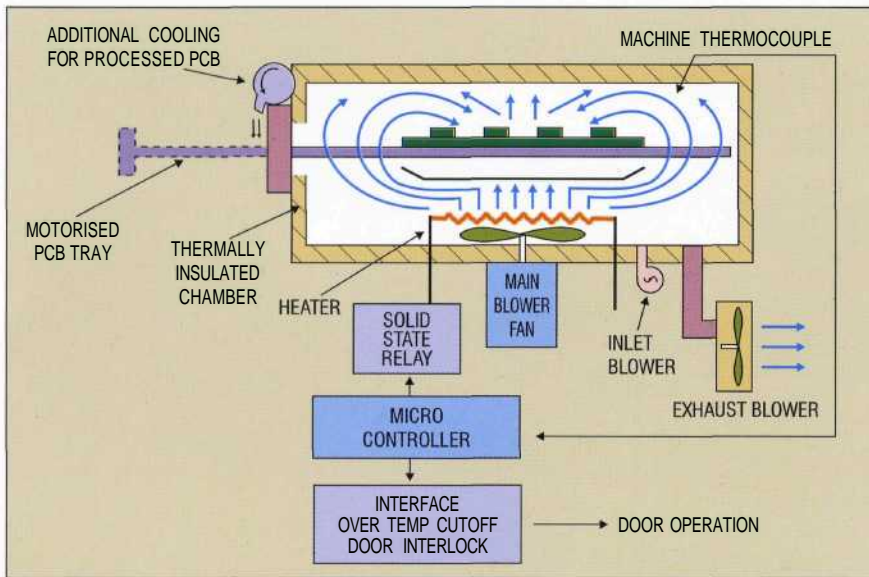 ADDITIONAL COOLING
FOR PROCESSED PCB
MACHINE THERMOCOUPLE
MOTORISED
PCB TRAY
THERMALLY
INSULATED
CHAMBER
HEATER
MAIN
BLOWER
FAN
SOLID
STATE
RELAY
INLET
BLOWER
EXHAUST BLOWER
MICRO
CONTROLLER
INTERFACE
OVER TEMP CUTOFF
DOOR INTERLOCK
DOOR OPERATION